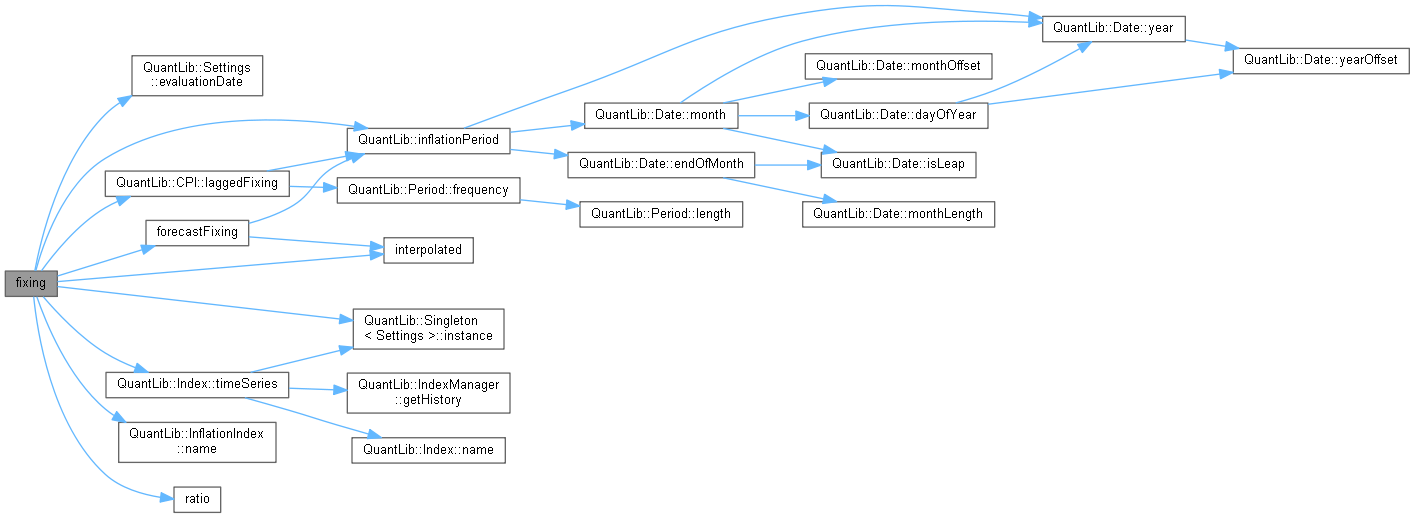 fixing
QuantLib::Settings
::evaluationDate
QuantLib::inflationPeriod
QuantLib::CPI::laggedFixing
QuantLib::Period::frequency
forecastFixing
interpolated
QuantLib::Singleton
< Settings >::instance
QuantLib::Index::timeSeries
QuantLib::IndexManager
::getHistory
QuantLib::Index::name
QuantLib::InflationIndex
::name
ratio
QuantLib::Date::month
QuantLib::Date::endOfMonth
QuantLib::Period::length
QuantLib::Date::monthOffset
QuantLib::Date::dayOfYear
QuantLib::Date::isLeap
QuantLib::Date::monthLength
QuantLib::Date::year
QuantLib::Date::yearOffset